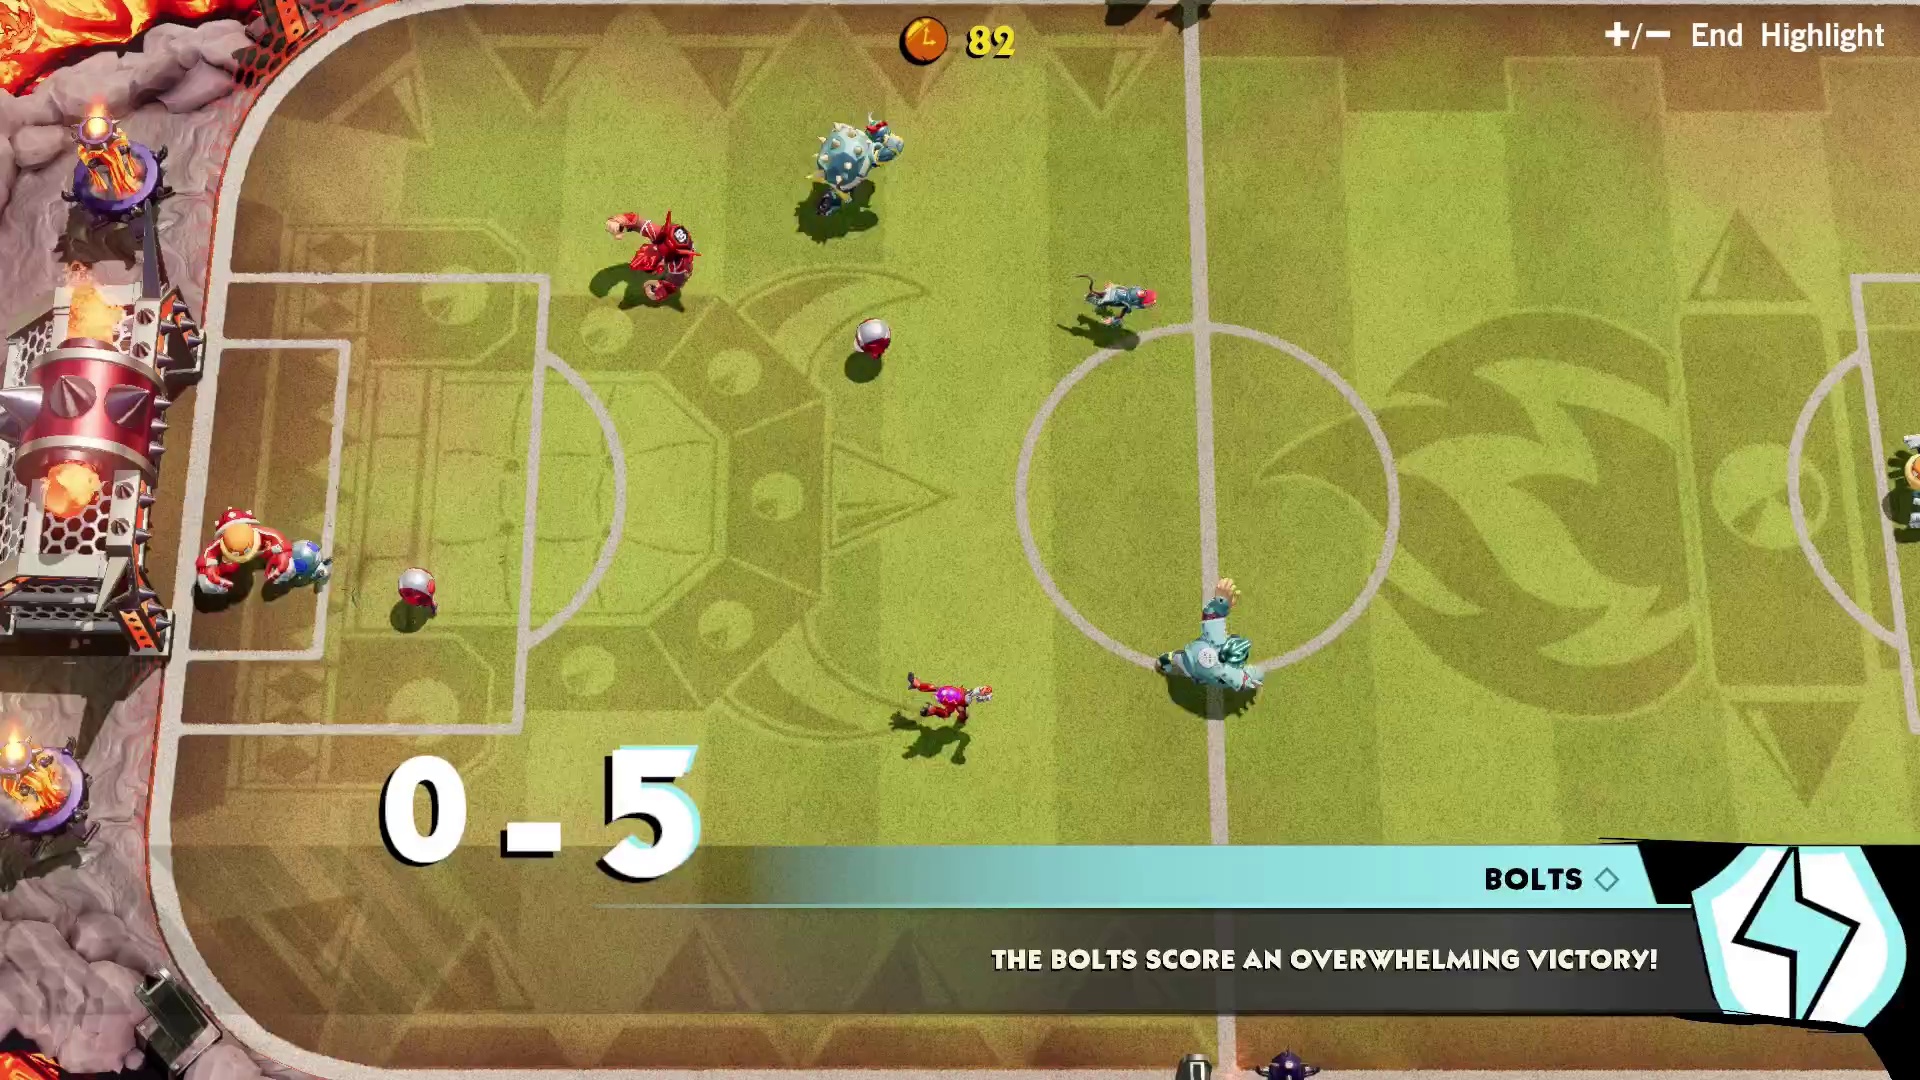 82
+/- End Highlight
0 - 5
BOLTS
THE BOLTS SCORE AN OVERWHELMING VICTORY!